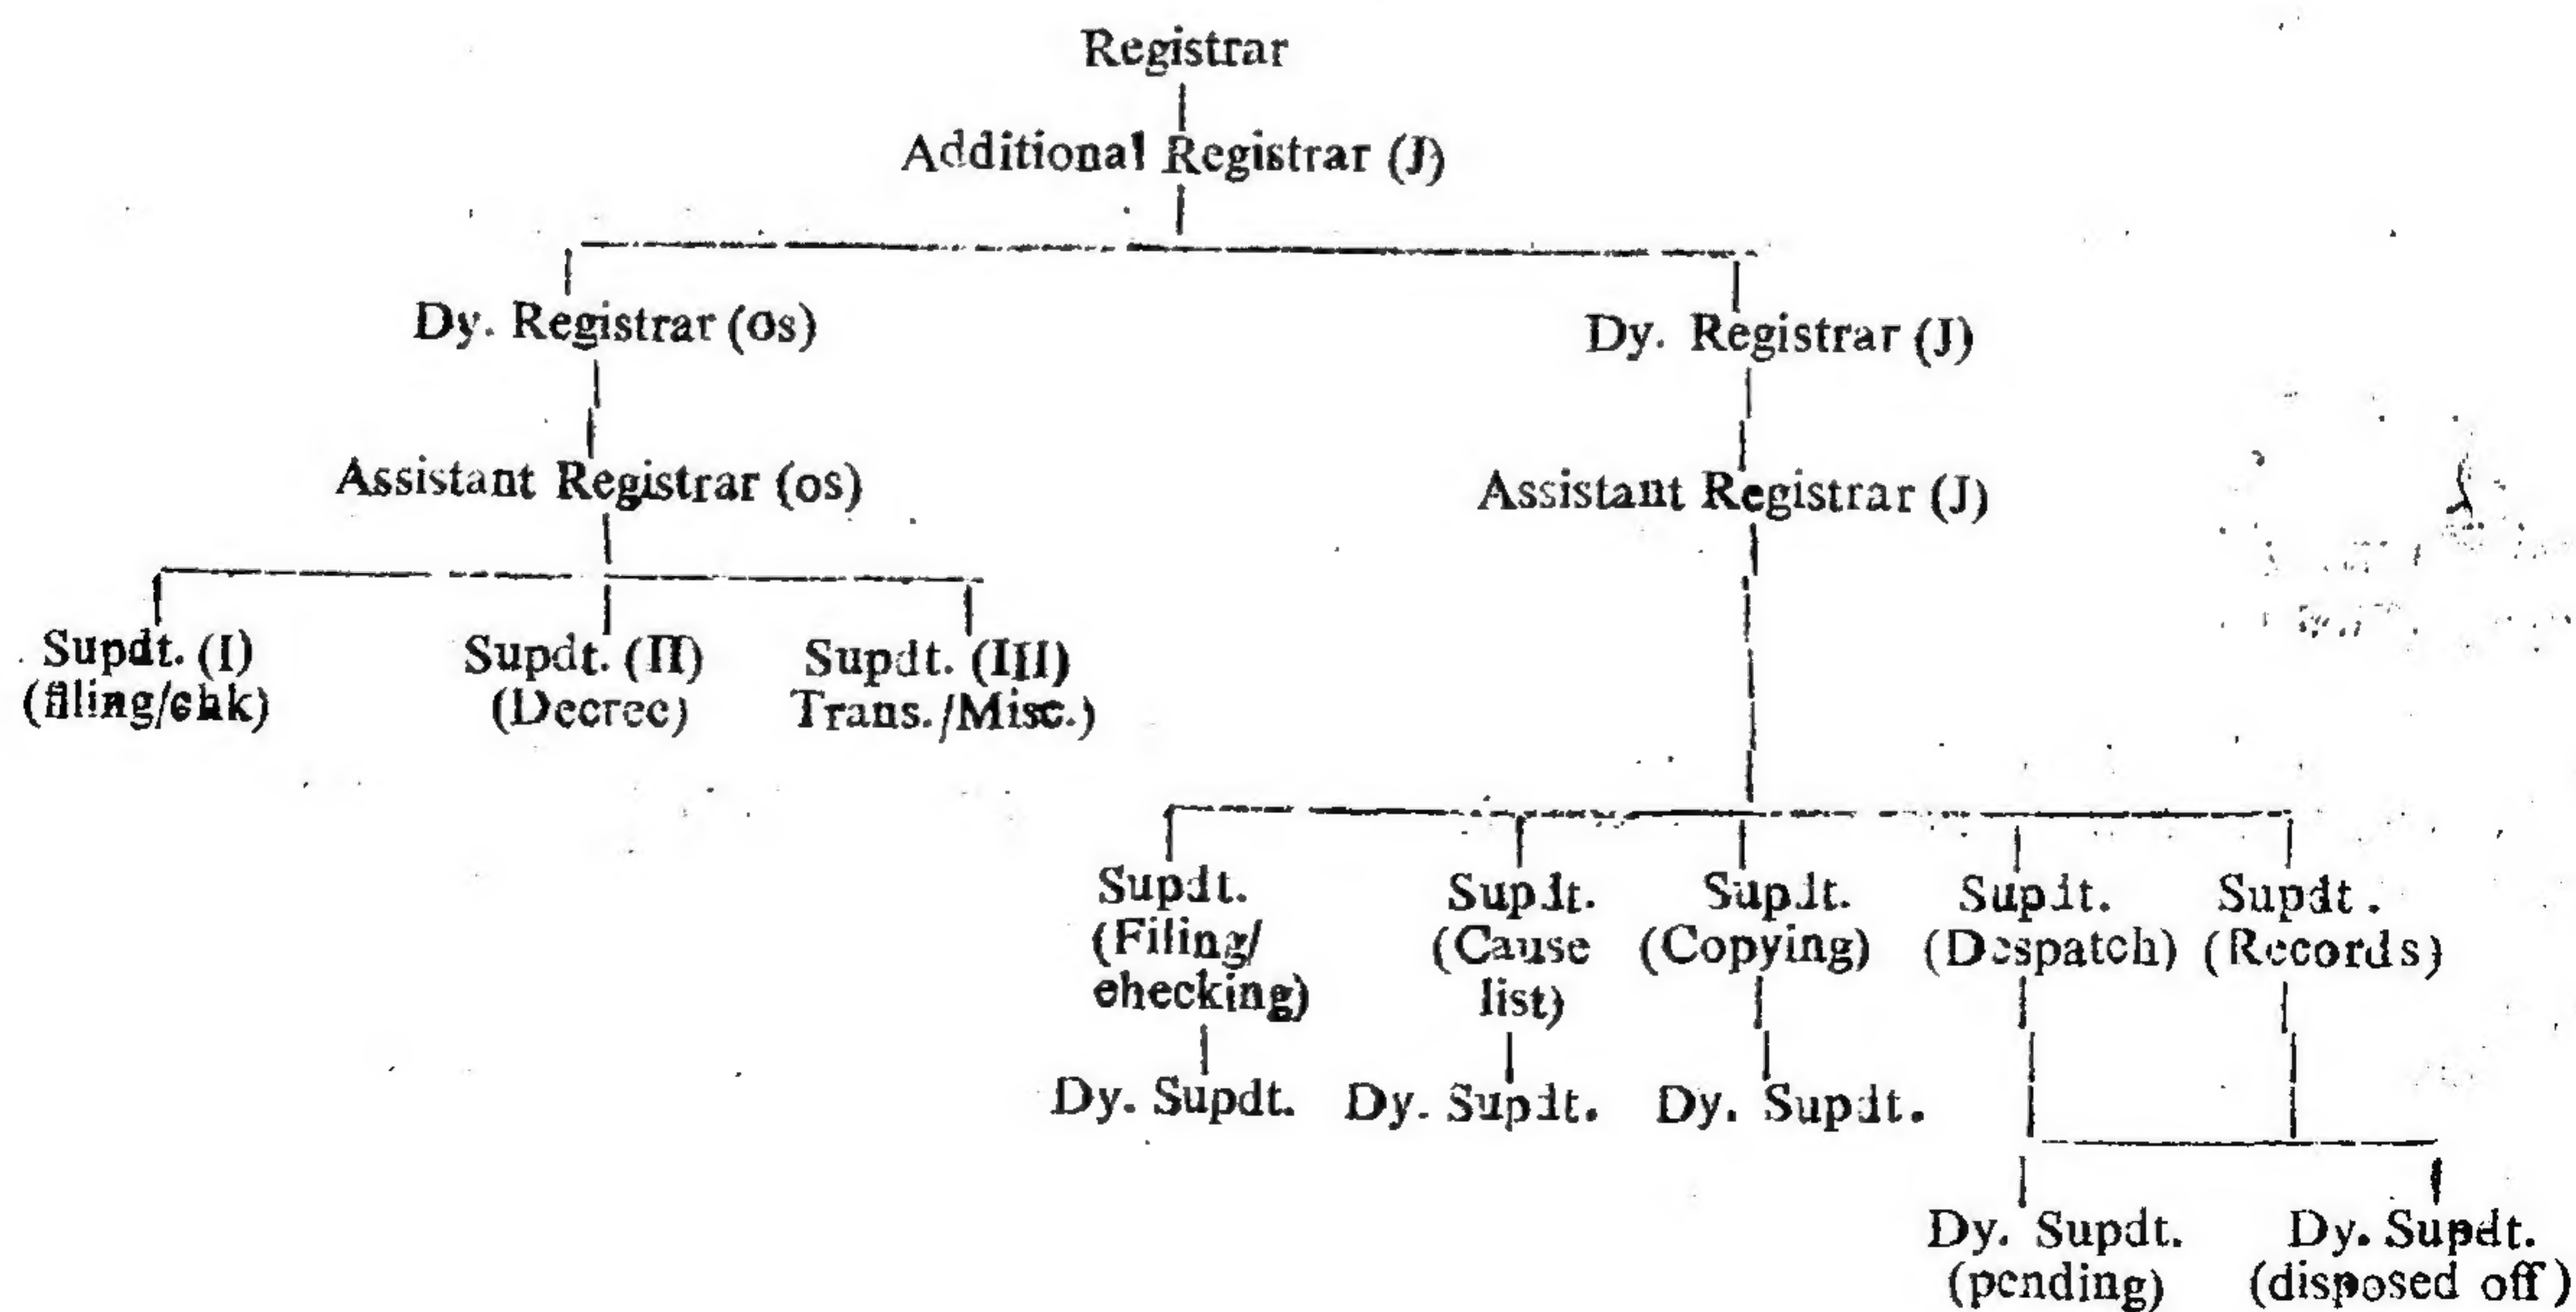 Registrar
Additional Registrar (J)
Dy. Registrar (os)
Dy. Registrar (J)
Assistant Registrar (os)
Assistant Registrar (J)
Supdt. (I)
(filing/chk)
Supdt. (II)
(Decree)
Supdt. (III)
Trans./Misc.)
Supdt.
(Filing/
checking)
Supdt.
(Cause
list)
Supdt.
(Copying)
Supdt.
(Despatch)
Supdt.
(Records)
Dy. Supdt.
Dy. Supdt.
Dy. Supdt.
Dy. Supdt.
(pending)
Dy. Supdt.
(disposed off)